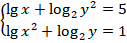 lg x + log₂ y² = 5
lg x² + log₂ y = 1